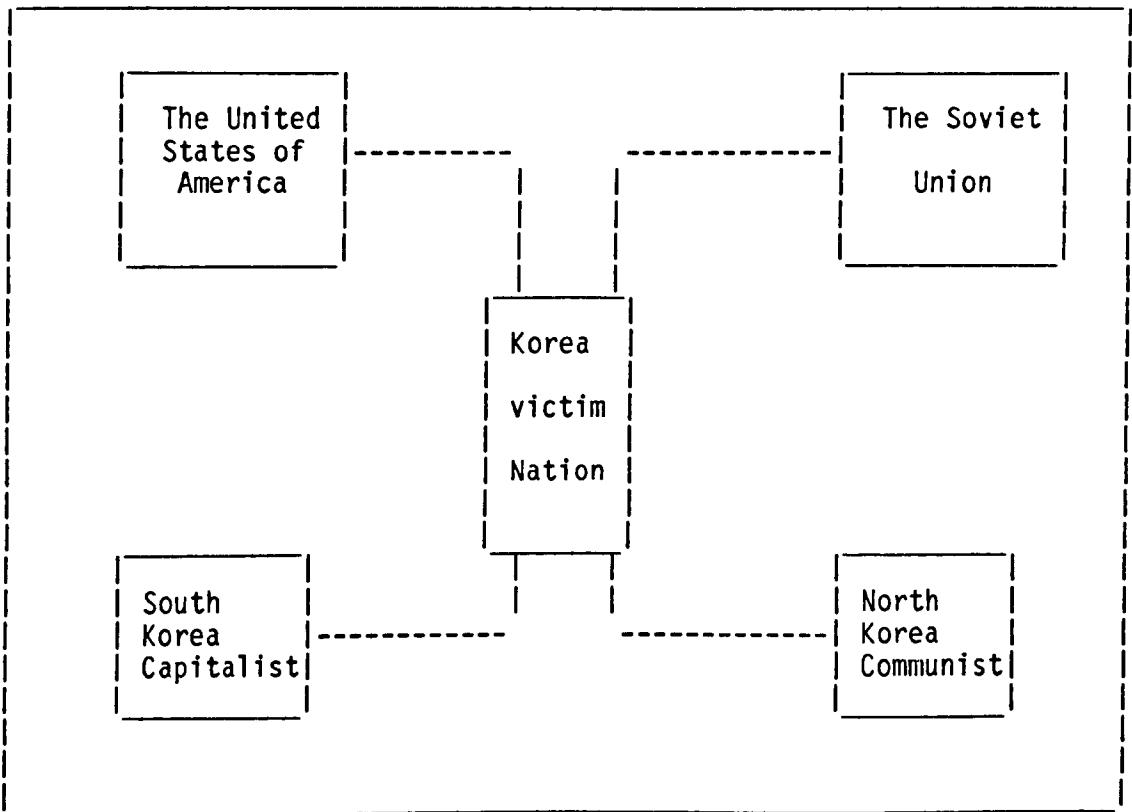 The United
States of
America
The Soviet
Union
Korea
victim
Nation
South
Korea
Capitalist
North
Korea
Communist